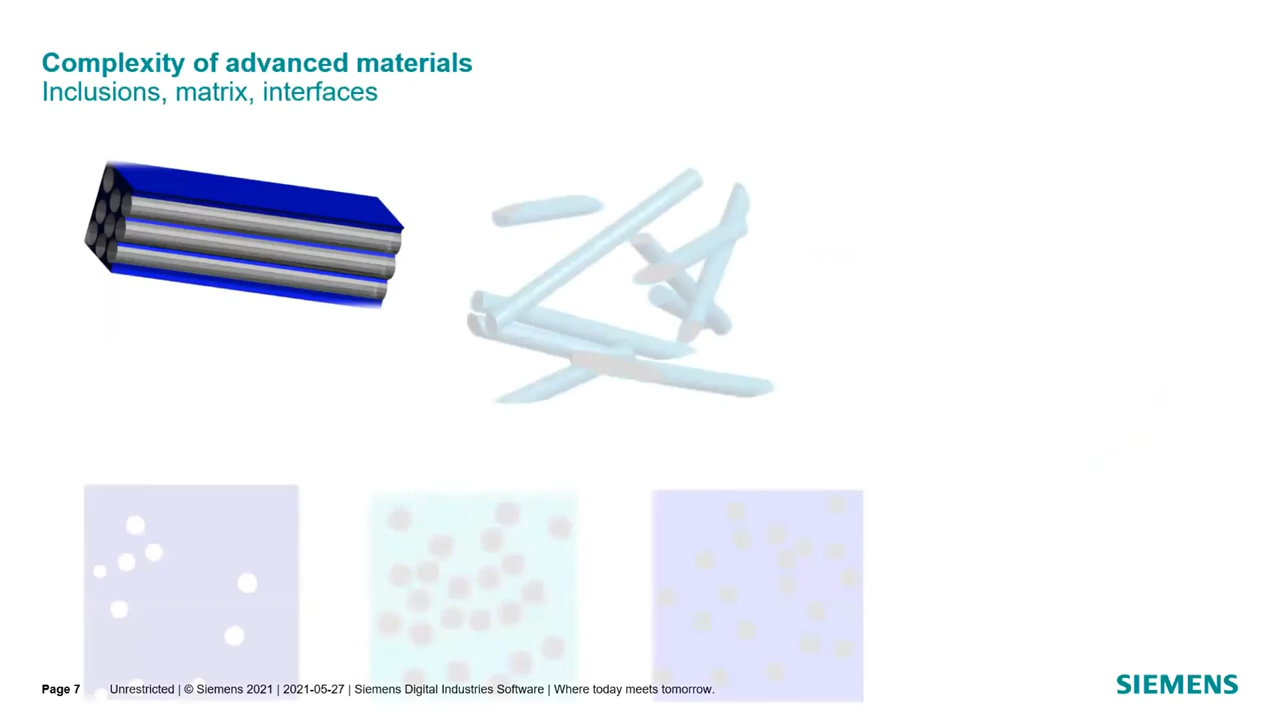 Complexity of advanced materials
Inclusions, matrix, interfaces
Page 7 Unrestricted | © Siemens 2021 | 2021-05-27 | Siemens Digital Industries Software | Where today meets tomorrow.
SIEMENS